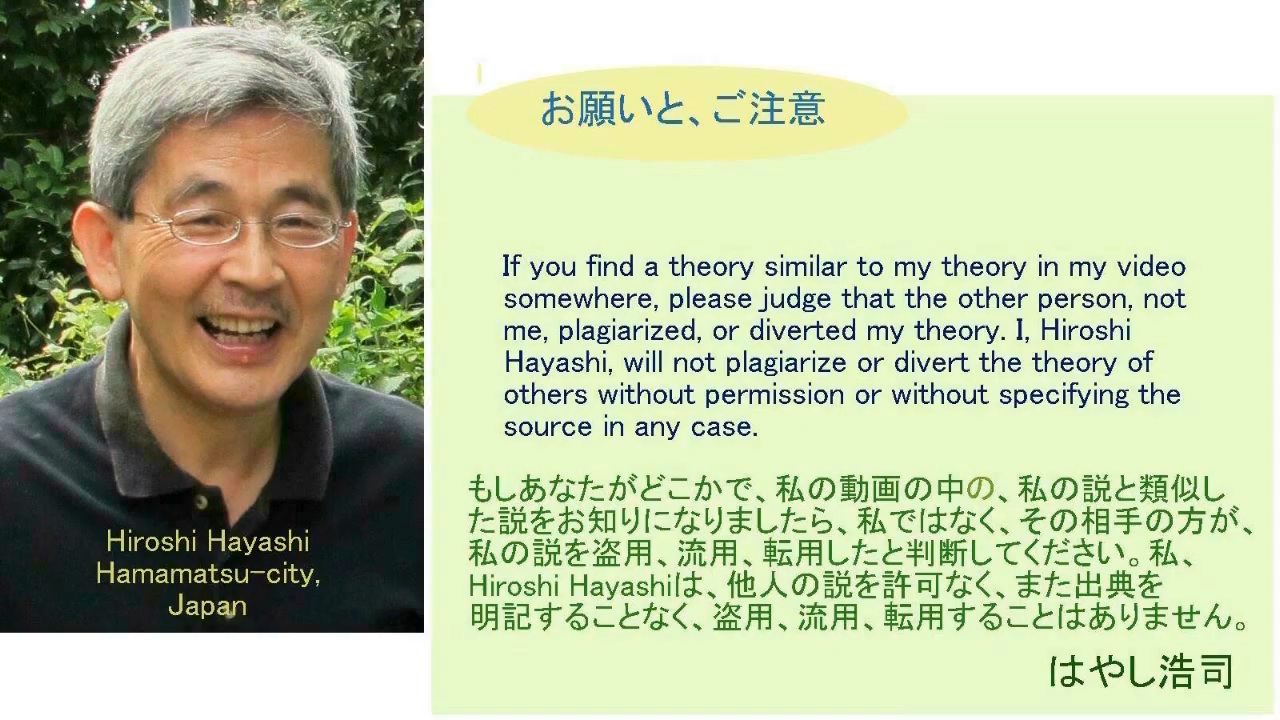 お願いと、ご注意
If you find a theory similar to my theory in my video
somewhere, please judge that the other person, not
me, plagiarized, or diverted my theory. I, Hiroshi
Hayashi, will not plagiarize or divert the theory of
others without permission or without specifying the
source in any case.
もしあなたがどこかで、私の動画の中の、私の説と類似し
た説をお知りになりましたら、私ではなく、その相手の方が、
私の説を盗用、流用、転用したと判断してください。私、
Hiroshi Hayashiは、他人の説を許可なく、また出典を
明記することなく、盗用、流用、転用することはありません。
はやし浩司
Hiroshi Hayashi
Hamamatsu-city,
Japan